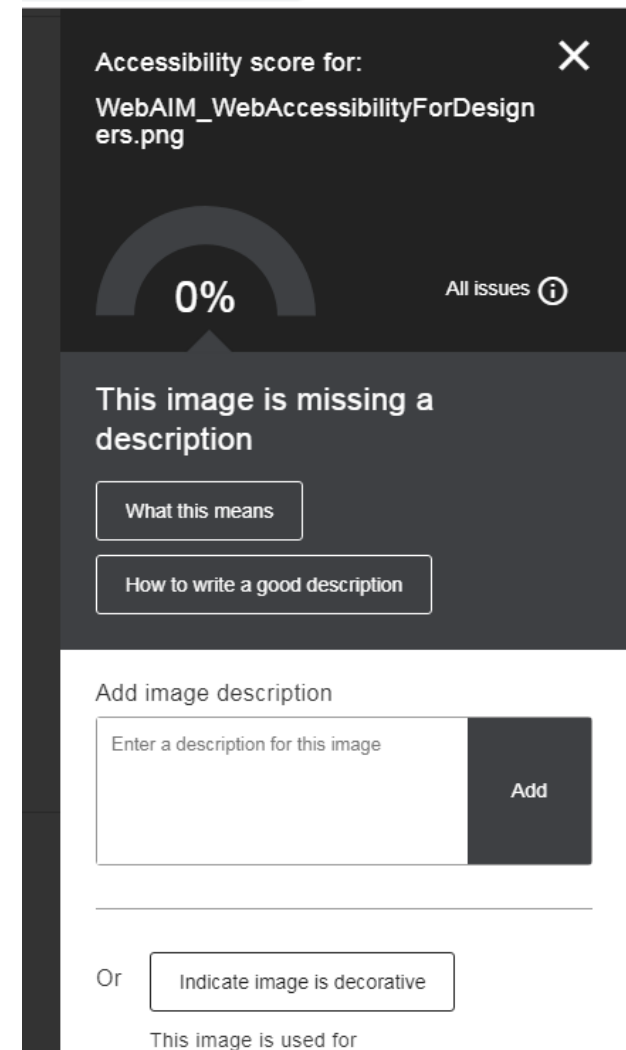 Accessibility score for:
WebAIM_WebAccessibilityForDesign
ers.png
0%
All issues
This image is missing a
description
What this means
How to write a good description
Add image description
Enter a description for this image
Add
Or
Indicate image is decorative
This image is used for